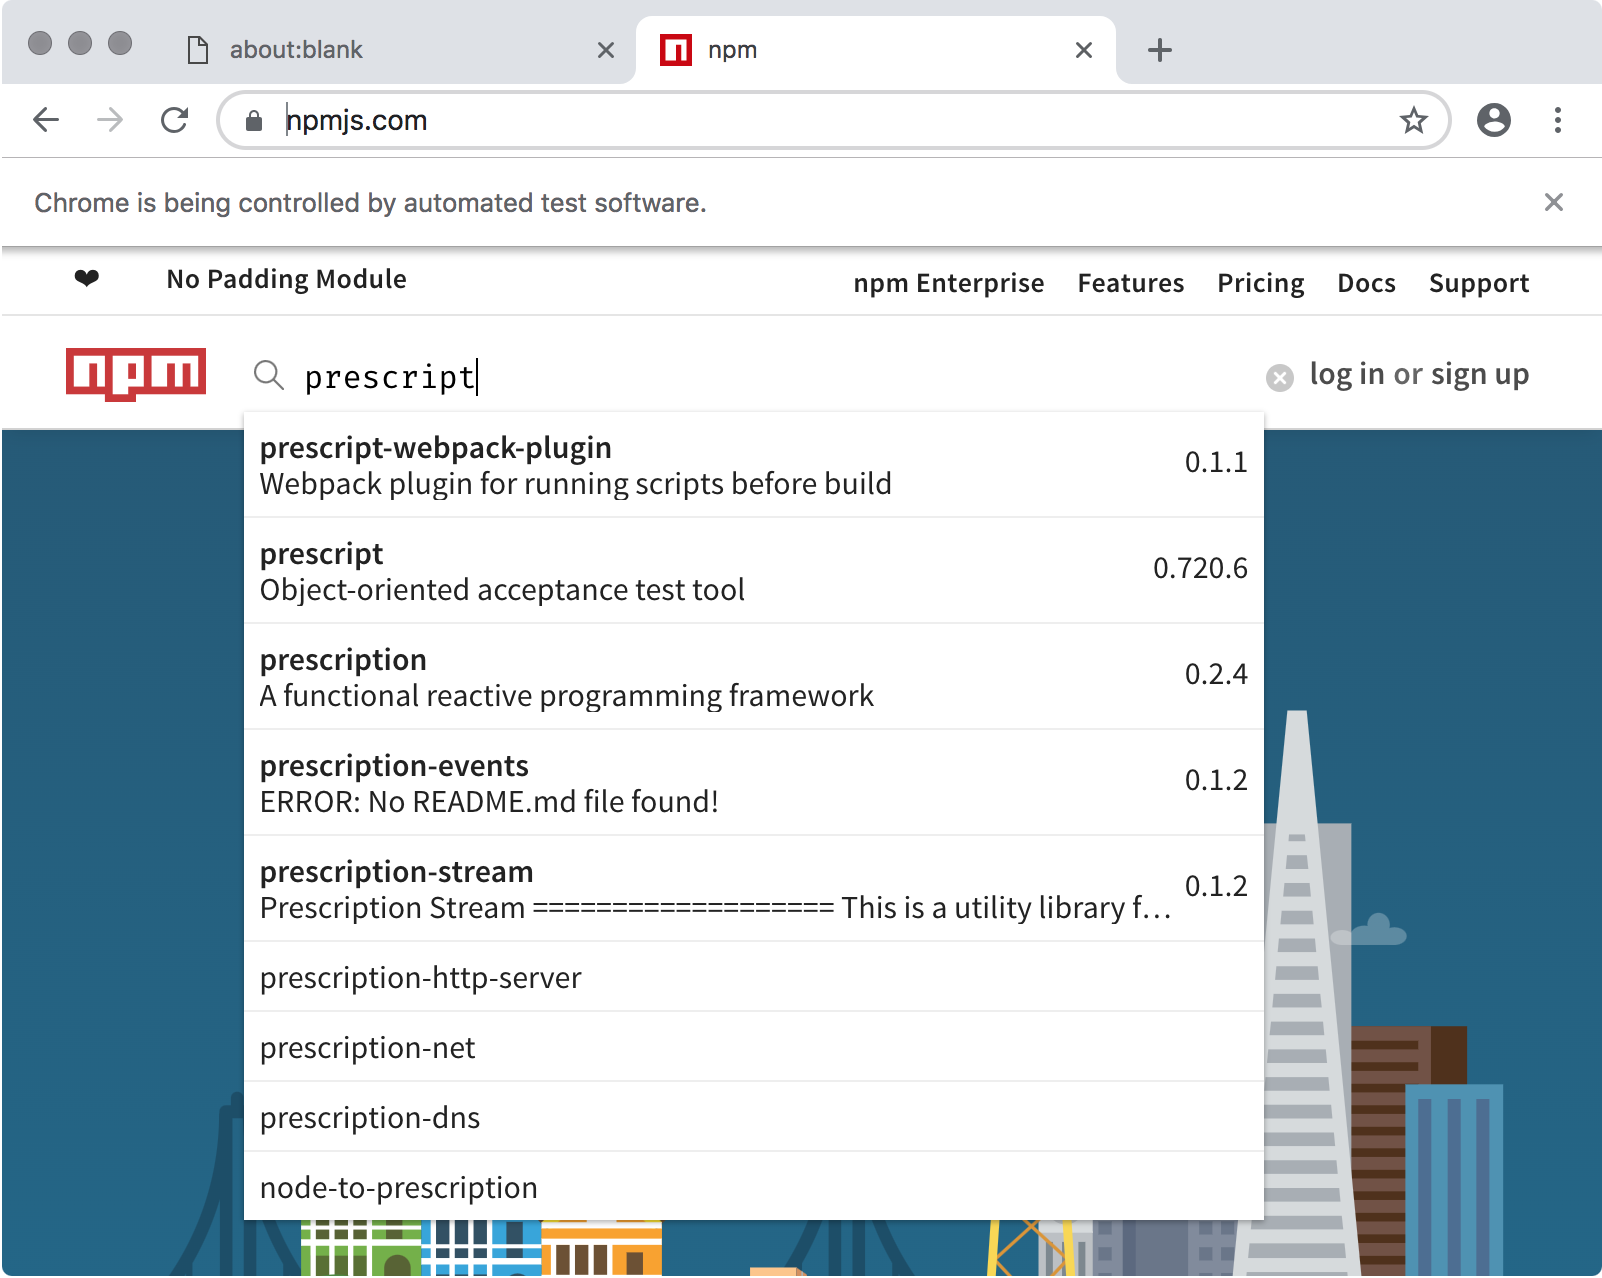 about:blank
npm
npmjs.com
Chrome is being controlled by automated test software.
❤ No Padding Module
npm Enterprise Features Pricing Docs Support
npm
prescript
log in or sign up
prescript-webpack-plugin
Webpack plugin for running scripts before build
0.1.1
prescript
Object-oriented acceptance test tool
0.720.6
prescription
A functional reactive programming framework
0.2.4
prescription-events
ERROR: No README.md file found!
0.1.2
prescription-stream
Prescription Stream =================== This is a utility library f…
0.1.2
prescription-http-server
prescription-net
prescription-dns
node-to-prescription